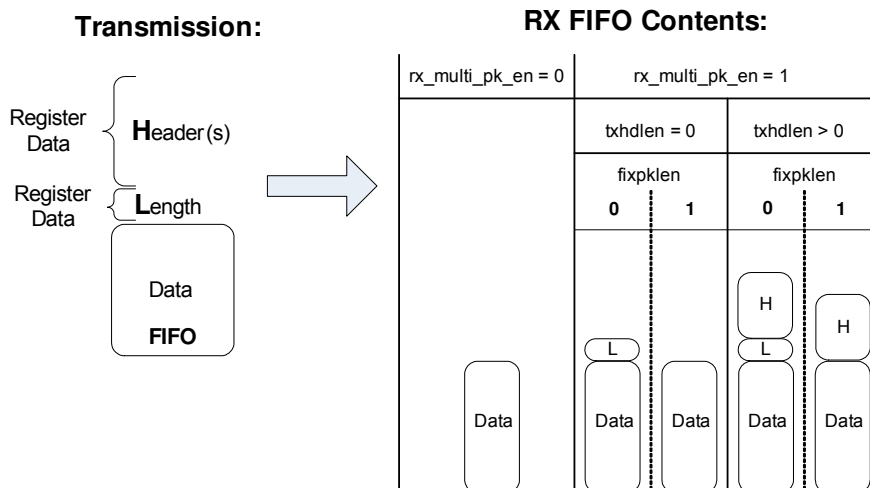 Transmission:
RX FIFO Contents:
Register
Data
Header(s)
Register
Data
Length
Data
FIFO
rx_multi_pk_en = 0
rx_multi_pk_en = 1
txhdlen = 0
txhdlen > 0
fixpklen
fixpklen
0
1
0
1
H
H
L
L
Data
Data
Data
Data
Data